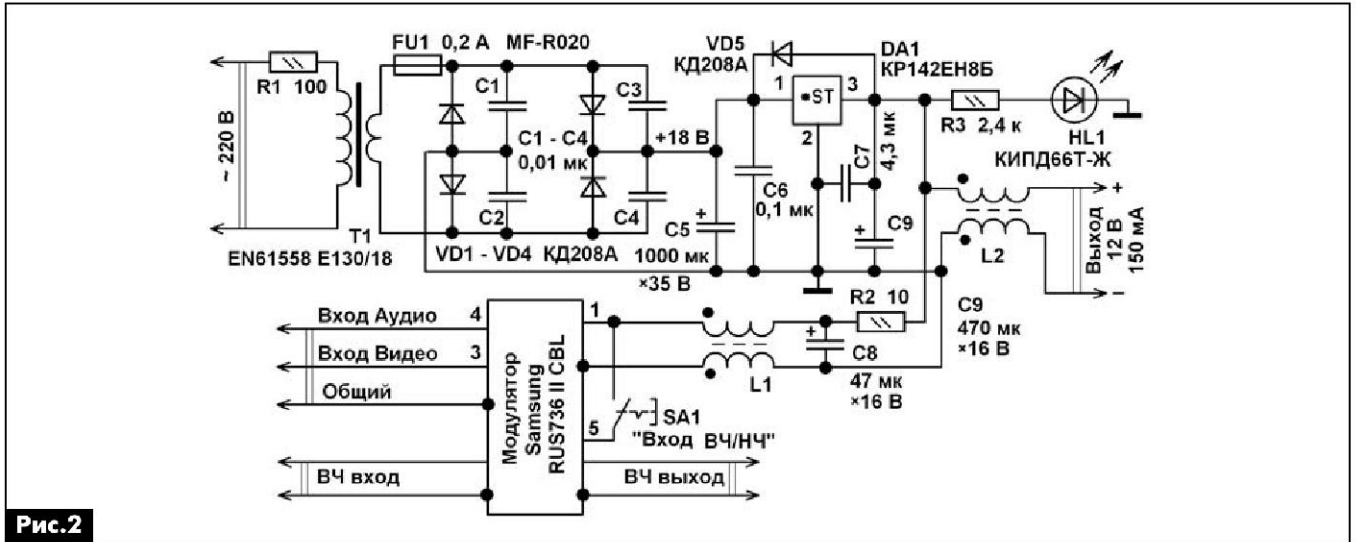 FU1 0,2 A MF-R020
R1 100
~ 220 В
T1
EN61558 E130/18
C1
C2
C1 - C4
0,01 мк
C3
C4
VD1 - VD4 КД208А
+18 В
VD5
КД208А
DA1
КР142ЕН8Б
1
•ST
3
2
C7
4,3 мк
C6
0,1 мк
+
C5
1000 мк
×35 В
+
C9
R3 2,4 к
HL1
КИПД66Т-Ж
L2
+
Выход
12 В
150 мА
–
R2 10
C9
470 мк
×16 В
+
C8
47 мк
×16 В
L1
Вход Аудио
4
Вход Видео
3
Общий
Модулятор
Samsung
RUS736 II CBL
1
5
SA1
"Вход ВЧ/НЧ"
ВЧ вход
ВЧ выход
Рис.2